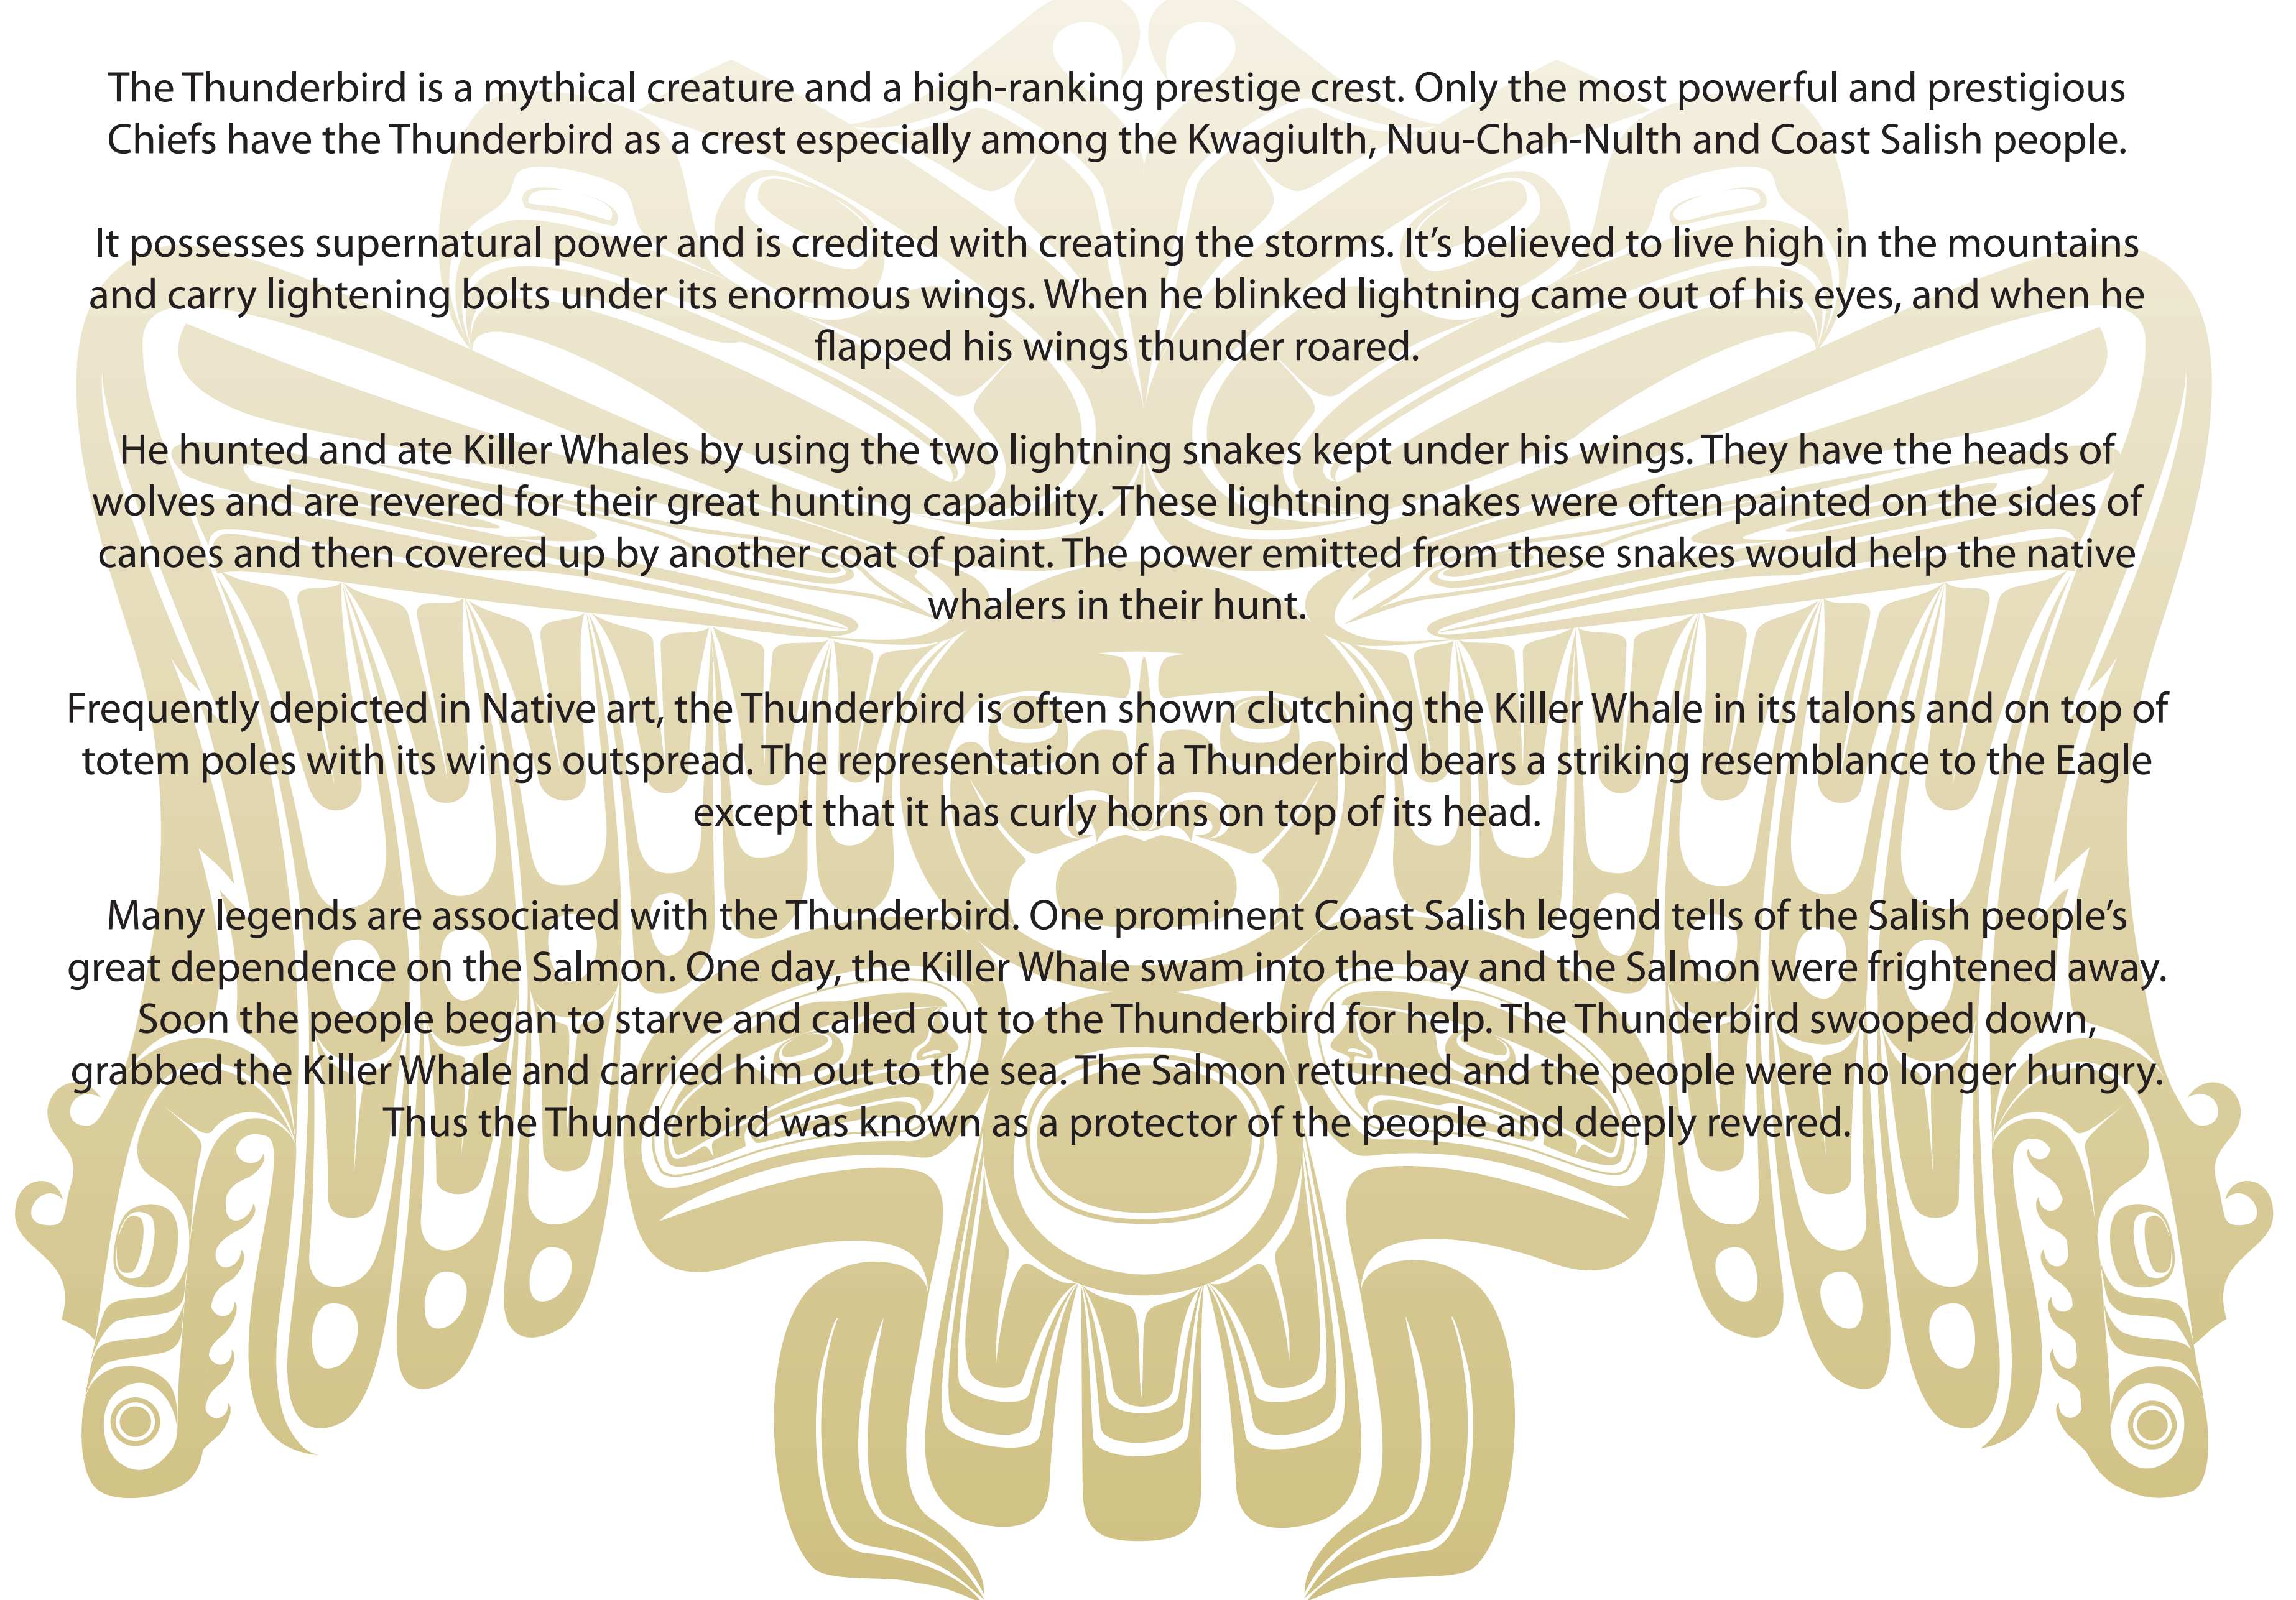 The Thunderbird is a mythical creature and a high-ranking prestige crest. Only the most powerful and prestigious
Chiefs have the Thunderbird as a crest especially among the Kwagiulth, Nuu-Chah-Nulth and Coast Salish people.
It possesses supernatural power and is credited with creating the storms. It’s believed to live high in the mountains
and carry lightening bolts under its enormous wings. When he blinked lightning came out of his eyes, and when he
flapped his wings thunder roared.
He hunted and ate Killer Whales by using the two lightning snakes kept under his wings. They have the heads of
wolves and are revered for their great hunting capability. These lightning snakes were often painted on the sides of
canoes and then covered up by another coat of paint. The power emitted from these snakes would help the native
whalers in their hunt.
Frequently depicted in Native art, the Thunderbird is often shown clutching the Killer Whale in its talons and on top of
totem poles with its wings outspread. The representation of a Thunderbird bears a striking resemblance to the Eagle
except that it has curly horns on top of its head.
Many legends are associated with the Thunderbird. One prominent Coast Salish legend tells of the Salish people’s
great dependence on the Salmon. One day, the Killer Whale swam into the bay and the Salmon were frightened away.
Soon the people began to starve and called out to the Thunderbird for help. The Thunderbird swooped down,
grabbed the Killer Whale and carried him out to the sea. The Salmon returned and the people were no longer hungry.
Thus the Thunderbird was known as a protector of the people and deeply revered.